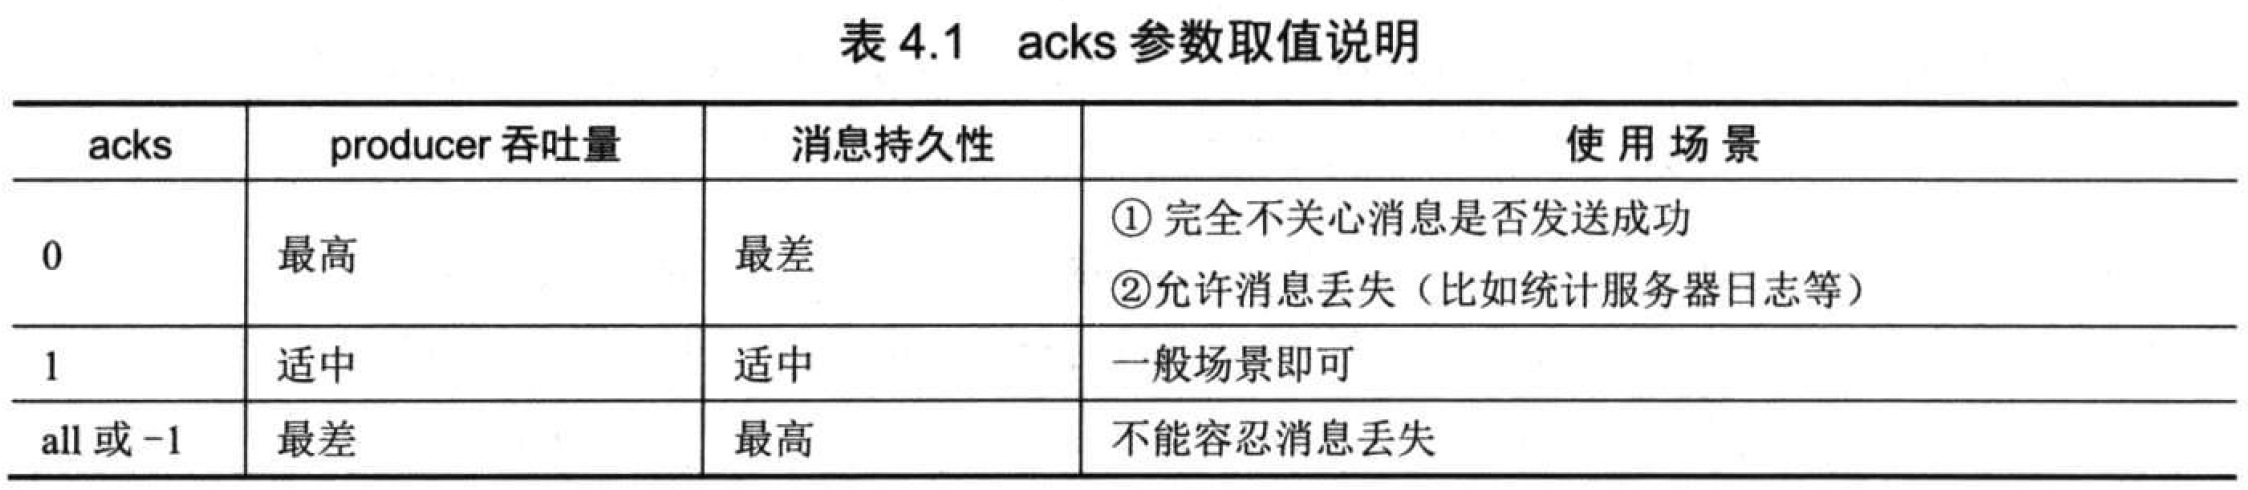 表 4.1 acks 参数取值说明
acks producer 吞吐量 消息持久性 使 用 场 景
0 最高 最差 ① 完全不关心消息是否发送成功
②允许消息丢失（比如统计服务器日志等）
1 适中 适中 一般场景即可
all 或 -1 最差 最高 不能容忍消息丢失